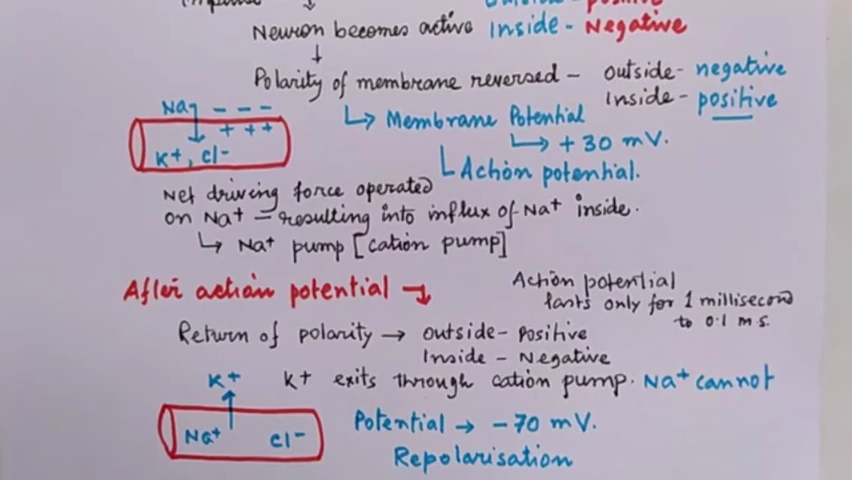 Impulse
Outside - positive
Neuron becomes active Inside - Negative
↓
Polarity of membrane reversed - outside - negative
Inside - positive
Na - - -
+ + +
K+, Cl-
↳ Membrane Potential
↳ + 30 mV.
Action potential.
Net driving force operated
on Na+ = resulting into influx of Na+ inside.
↳ Na+ pump [cation pump]
After action potential
Action potential
lasts only for 1 millisecond
to 0.1 m.s.
Return of polarity → outside - Positive
Inside - Negative
K+ K+ exits through cation pump. Na+ cannot
Na+ Cl-
Potential → - 70 mV.
Repolarisation